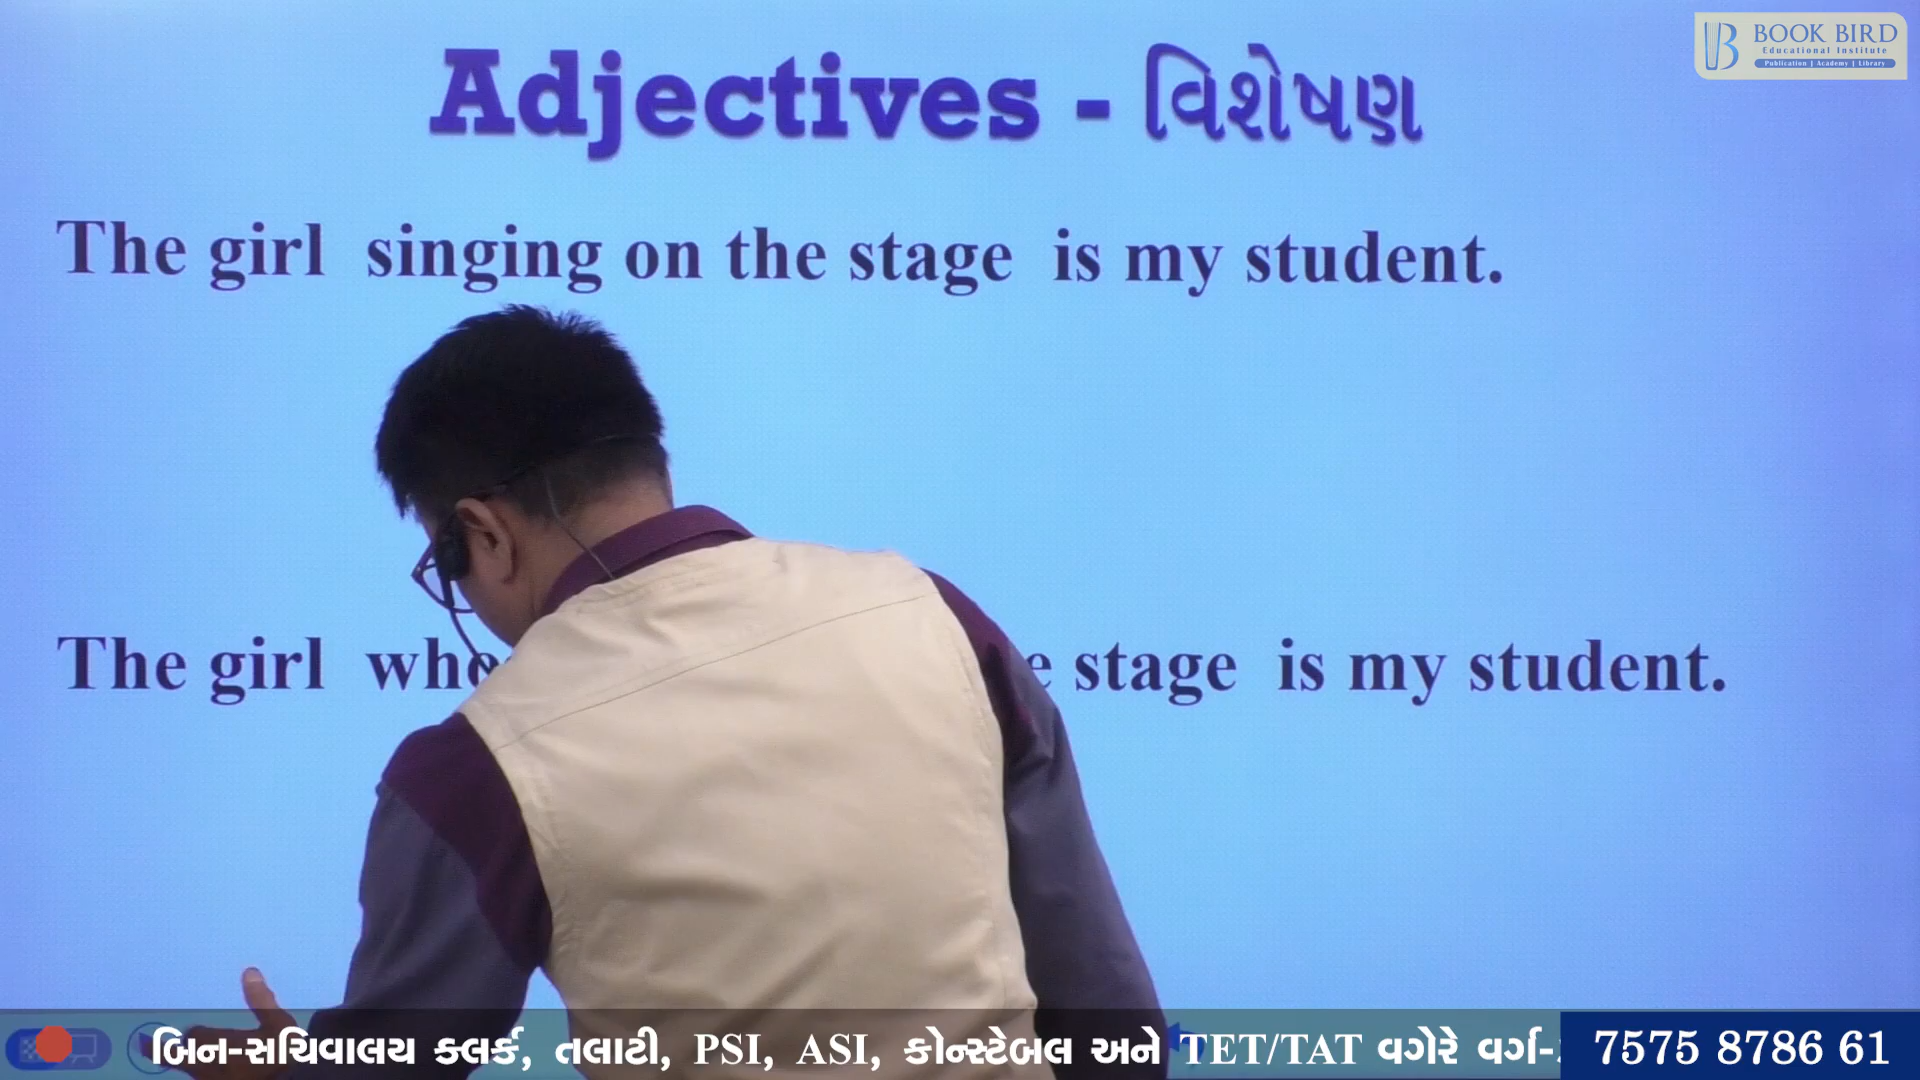 BOOK BIRD
Educational Institute
Publication | Academy | Library
Adjectives - વિશેષણ
The girl singing on the stage is my student.
The girl stage is my student.
બિન-સચિવાલય ક્લર્ક, તલાટી, PSI, ASI, કોન્સ્ટેબલ અને TET/TAT વગેરે વર્ગ-
7575 8786 61